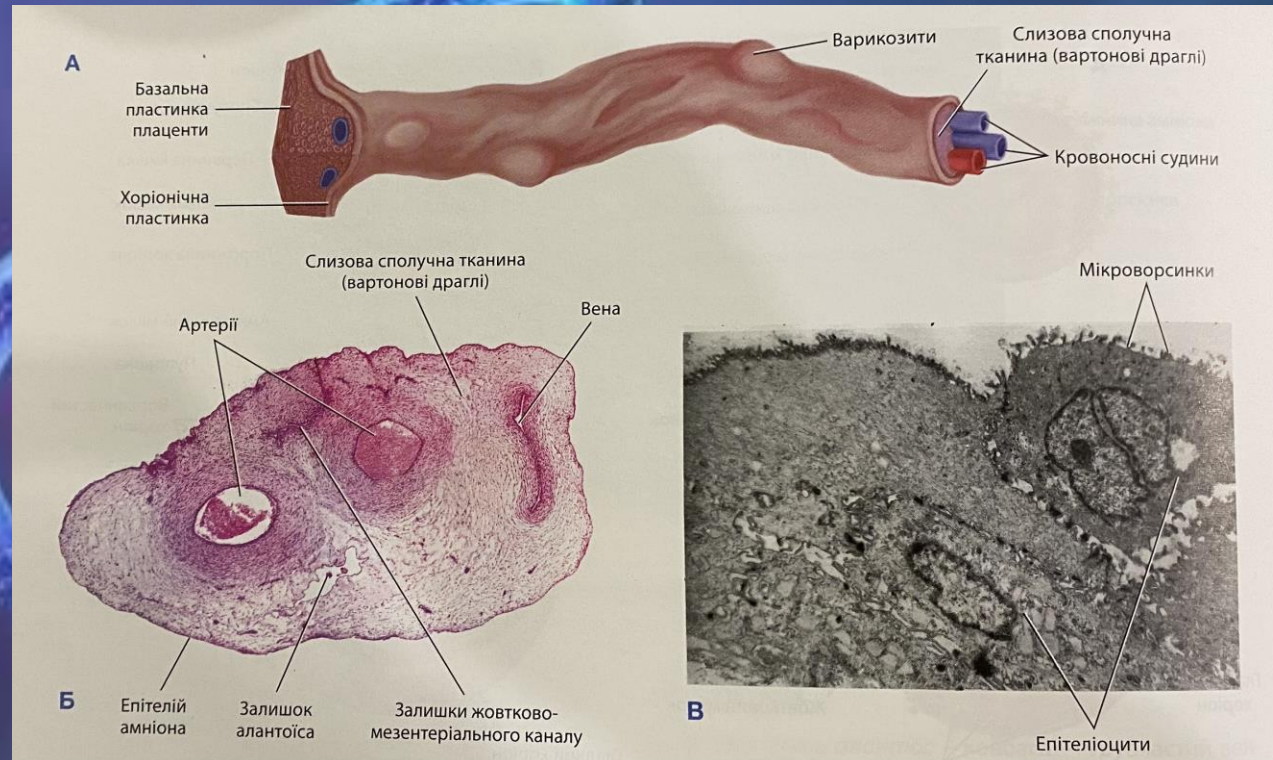 А
Базальна
пластинка
плаценти
Хоріонічна
пластинка
Варикозити
Слизова сполучна
тканина (вартонові драглі)
Кровоносні судини
Слизова сполучна тканина
(вартонові драглі)
Артерії
Вена
Б
Епітелій
амніона
Залишок
алантоїса
Залишки жовтково-
мезентеріального каналу
Мікроворсинки
В
Епітеліоцити